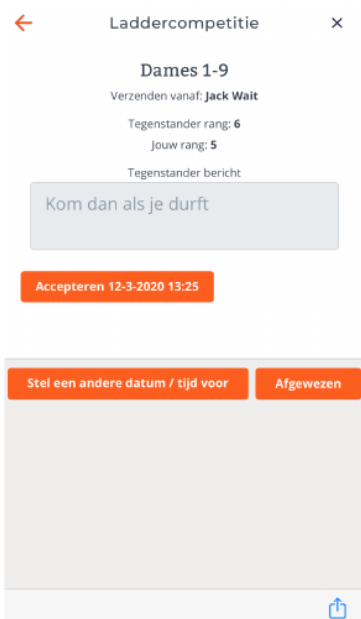 Laddercompetitie
Dames 1-9
Verzenden vanaf: Jack Wait
Tegenstander rang: 6
Jouw rang: 5
Tegenstander bericht
Kom dan als je durft
Accepteren 12-3-2020 13:25
Stel een andere datum / tijd voor
Afgewezen